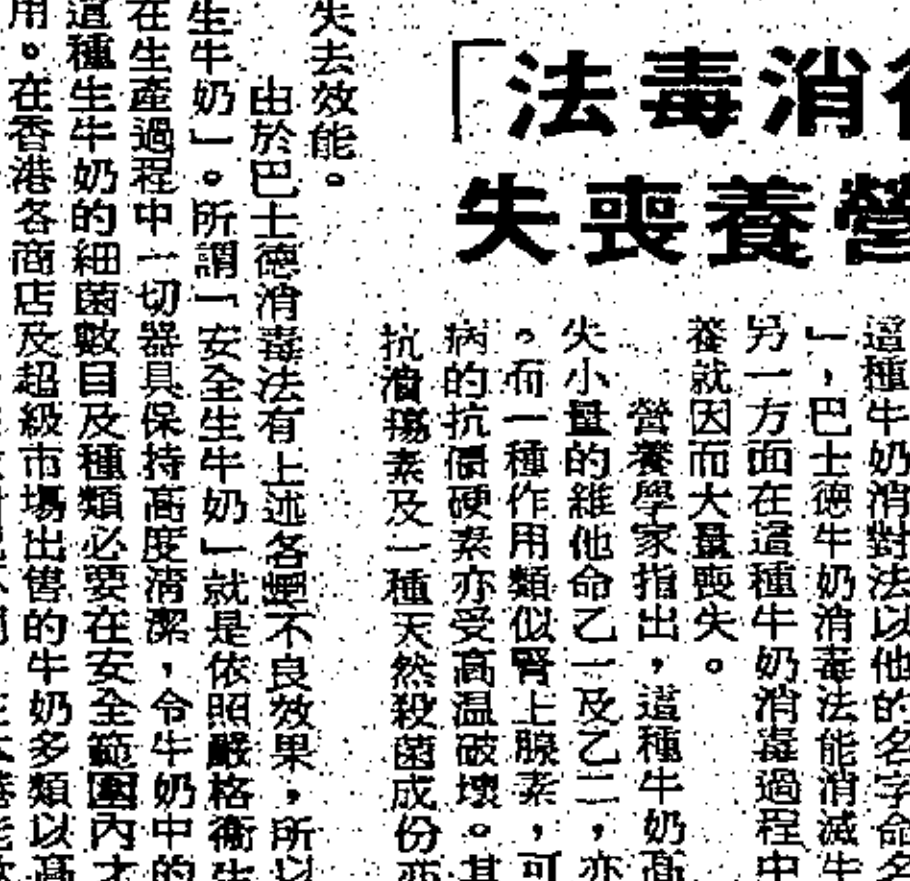 「法毒消
失喪養營
這種牛奶消對法以他的名字命名
」，巴士德牛奶消毒法能消滅牛
另一方面在這種牛奶消毒過程中
養就因而大量喪失。
營養學家指出，這種牛奶高
失小量的維他命乙一及乙二，亦
。而一種作用類似腎上腺素，可
病的抗僵硬素亦受高溫破壞。其
抗潰瘍素及一種天然殺菌成份亦
失去效能。
由於巴士德消毒法有上述各種不良效果，所以
生牛奶」。所謂「安全生牛奶」就是依照嚴格衞生
在生產過程中一切器具保持高度清潔，令牛奶中的
這種生牛奶的細菌數目及種類必要在安全範圍內才
用。在香港各商店及超級市場出售的牛奶多類以高